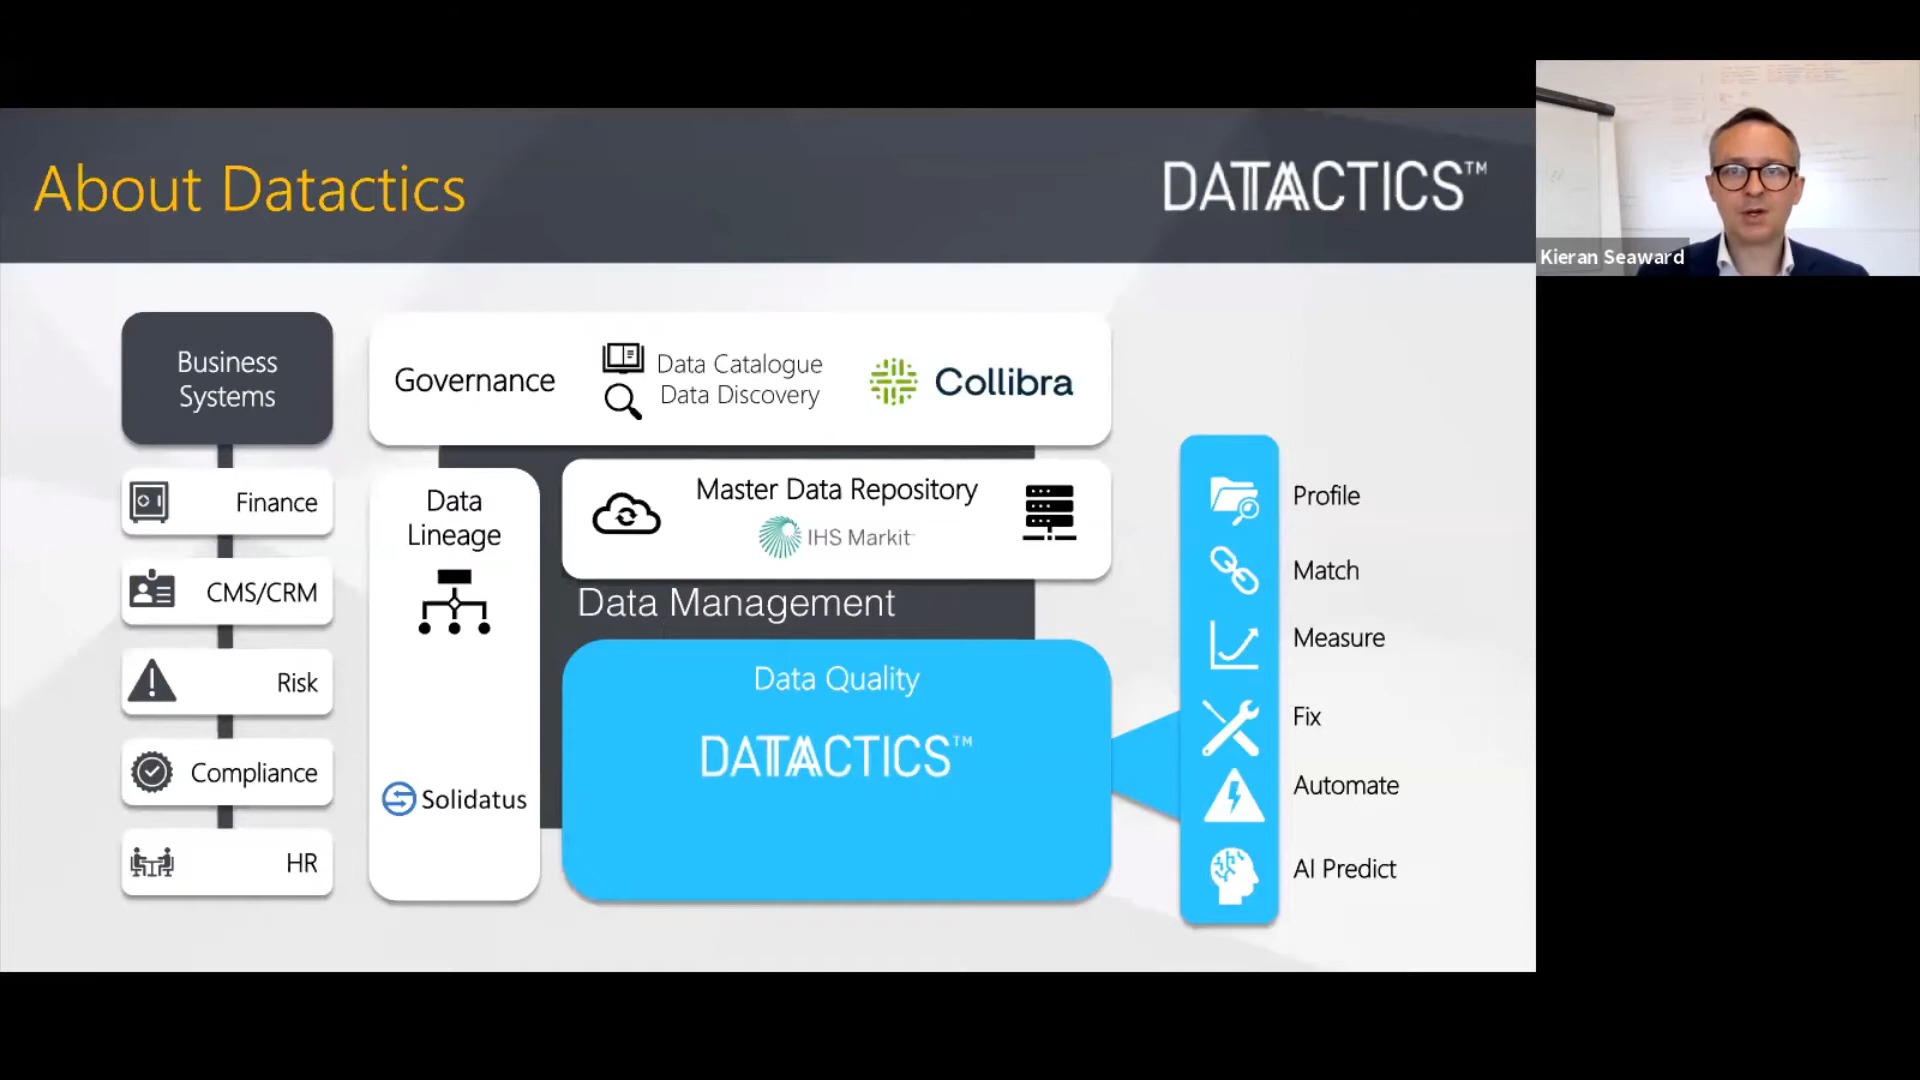 About Datactics
DATACTICS™
Kieran Seaward
Business
Systems
Finance
CMS/CRM
Risk
Compliance
HR
Governance
Data Catalogue
Data Discovery
Collibra
Data
Lineage
Solidatus
Master Data Repository
IHS Markit
Data Management
Data Quality
DATACTICS™
Profile
Match
Measure
Fix
Automate
AI Predict